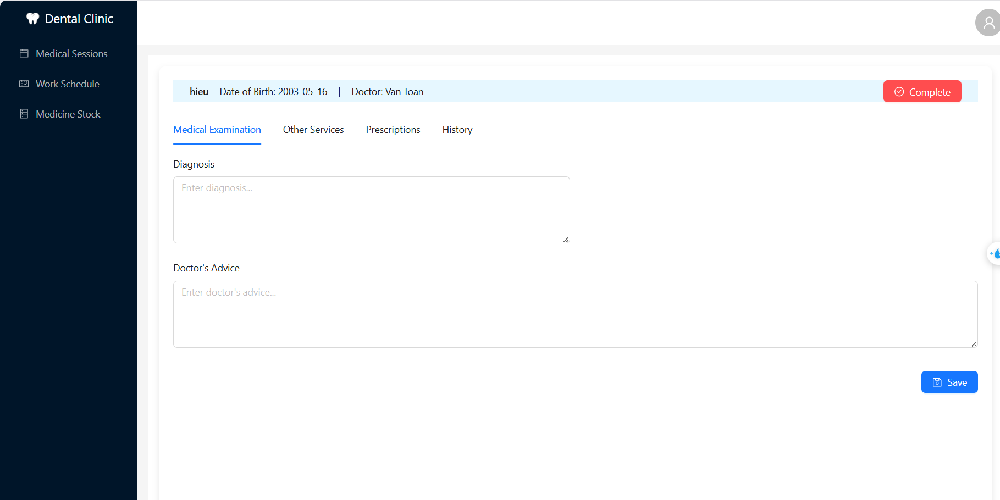 Dental Clinic
Medical Sessions
Work Schedule
Medicine Stock
hieu Date of Birth: 2003-05-16 | Doctor: Van Toan
Complete
Medical Examination Other Services Prescriptions History
Diagnosis
Enter diagnosis...
Doctor's Advice
Enter doctor's advice...
Save